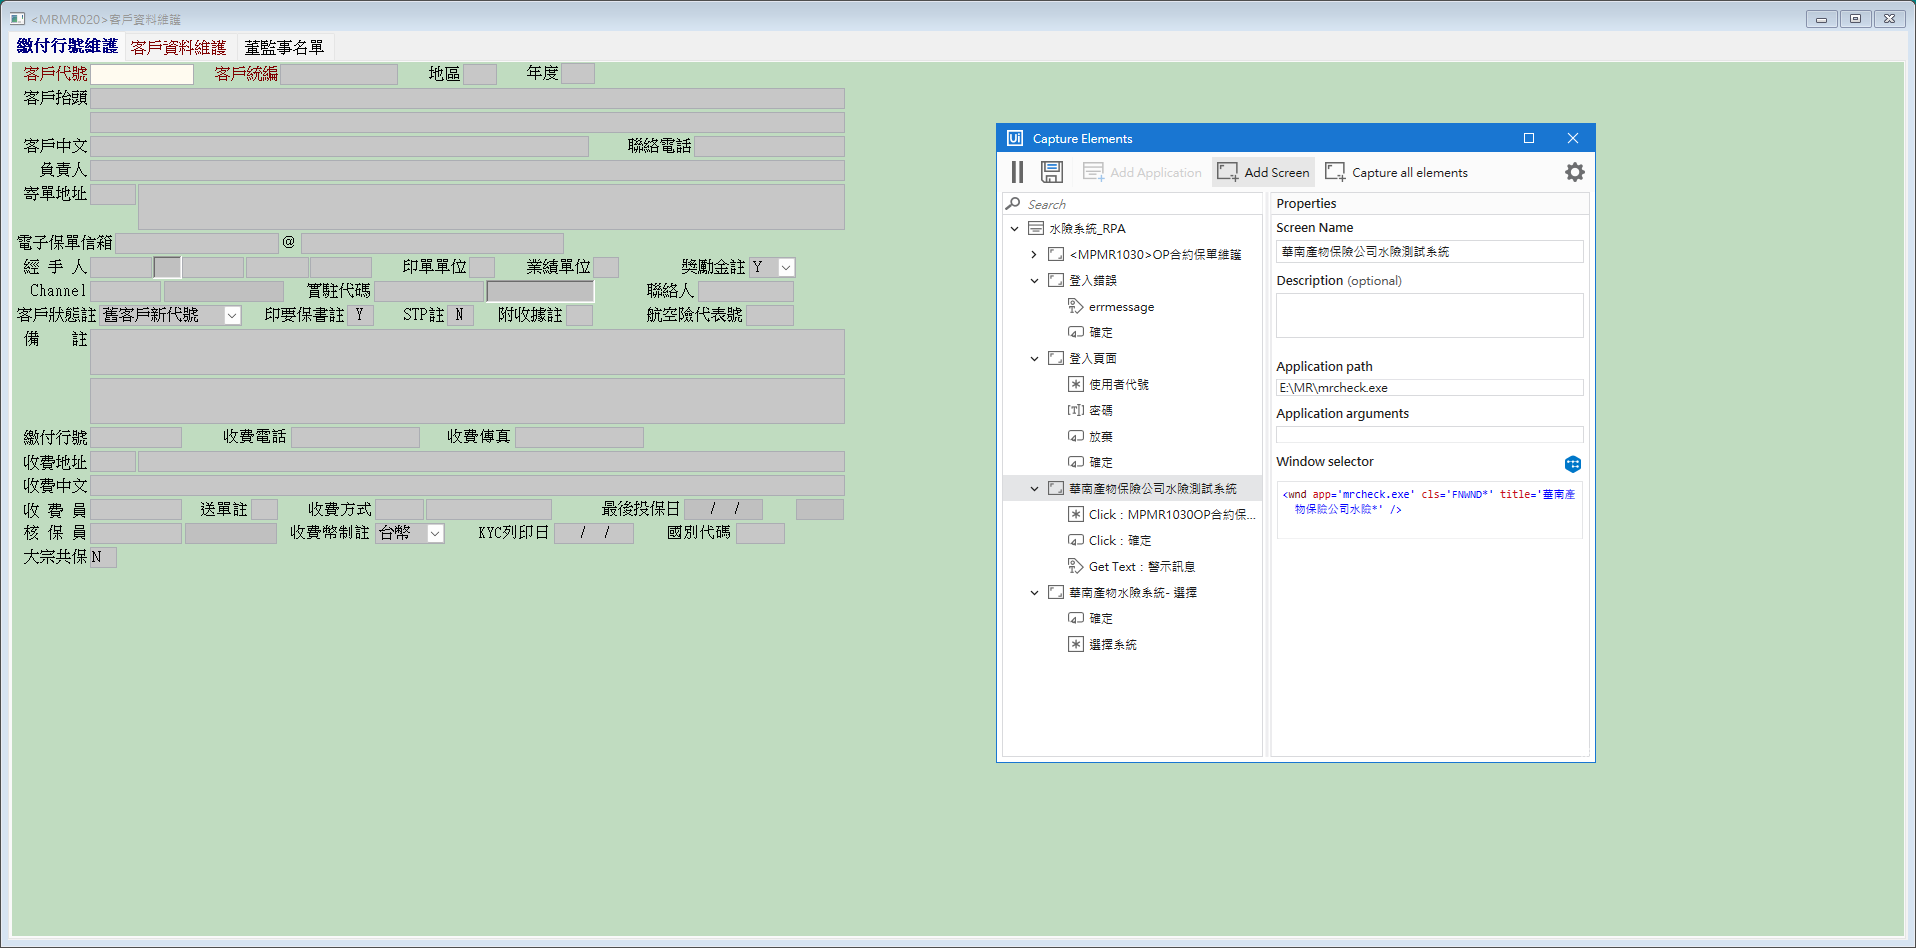 <MRMR020>客戶資料維護
繳付行號維護 客戶資料維護 董監事名單
客戶代號 客戶統編 地區 年度
客戶抬頭
客戶中文 聯絡電話
負責人
寄單地址
電子保單信箱 @
經 手 人 印單單位 業績單位 獎勵金註 Y
Channel 實駐代碼 聯絡人
客戶狀態註 舊客戶新代號 印要保書註 Y STP註 N 附收據註 航空險代表號
備 註
繳付行號 收費電話 收費傳真
收費地址
收費中文
收 費 員 送單註 收費方式 最後投保日 / /
核 保 員 收費幣制註 台幣 KYC列印日 / / 國別代碼
大宗共保 N
Ui Capture Elements
Add Application Add Screen Capture all elements
Search
水險系統_RPA
<MPMR1030>OP合約保單維護
登入錯誤
errmessage
確定
登入頁面
使用者代號
密碼
放棄
確定
華南產物保險公司水險測試系統
Click : MPMR1030OP合約保...
Click : 確定
Get Text : 警示訊息
華南產物水險系統- 選擇
確定
選擇系統
Properties
Screen Name
華南產物保險公司水險測試系統
Description (optional)
Application path
E:\MR\mrcheck.exe
Application arguments
Window selector
<wnd app='mrcheck.exe' cls='FNWND*' title='華南產
物保險公司水險*' />